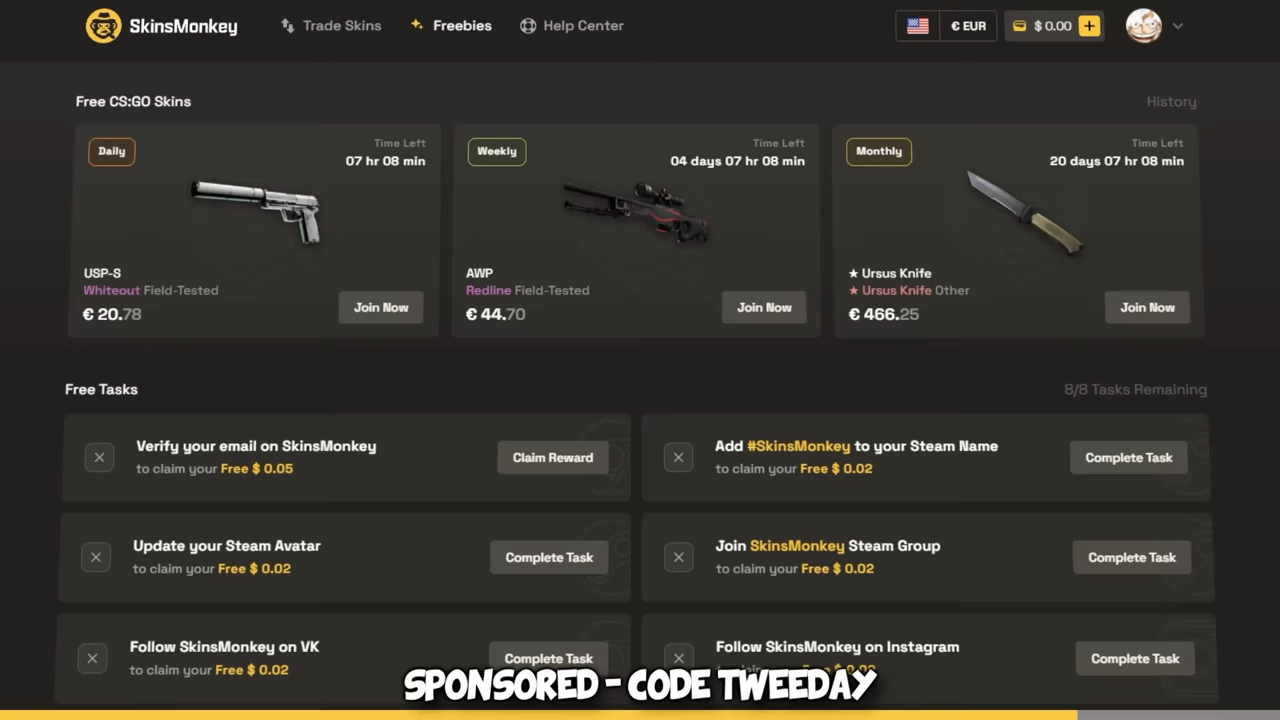 SkinsMonkey
Trade Skins
Freebies
Help Center
€ EUR
$ 0.00
+
Free CS:GO Skins
History
Daily
Time Left
07 hr 08 min
USP-S
Whiteout Field-Tested
€ 20.78
Join Now
Weekly
Time Left
04 days 07 hr 08 min
AWP
Redline Field-Tested
€ 44.70
Join Now
Monthly
Time Left
20 days 07 hr 08 min
★ Ursus Knife
★ Ursus Knife Other
€ 466.25
Join Now
Free Tasks
8/8 Tasks Remaining
Verify your email on SkinsMonkey
to claim your Free $ 0.05
Claim Reward
Add #SkinsMonkey to your Steam Name
to claim your Free $ 0.02
Complete Task
Update your Steam Avatar
to claim your Free $ 0.02
Complete Task
Join SkinsMonkey Steam Group
to claim your Free $ 0.02
Complete Task
Follow SkinsMonkey on VK
to claim your Free $ 0.02
Complete Task
Follow SkinsMonkey on Instagram
Complete Task
SPONSORED - CODE TWEEDAY